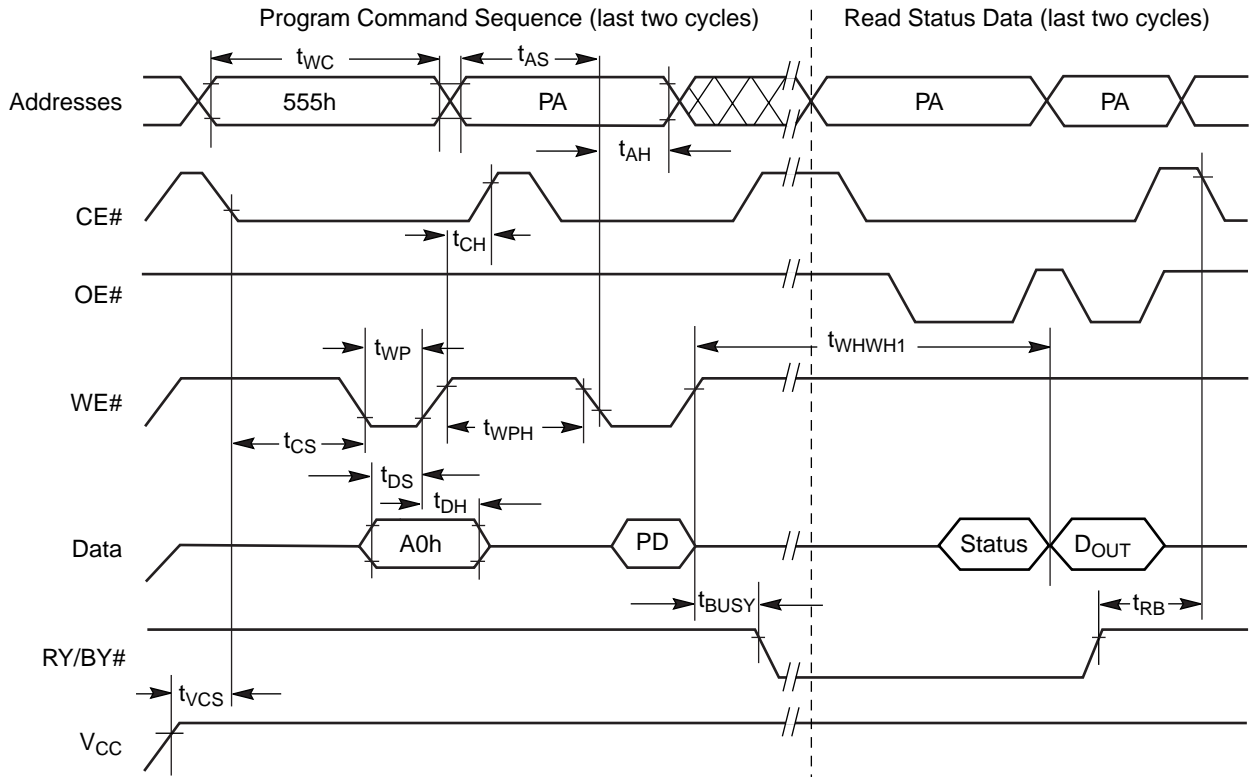 Program Command Sequence (last two cycles)
Read Status Data (last two cycles)
tWC
tAS
Addresses
555h
PA
PA
PA
tAH
CE#
tCH
OE#
tWP
tWHWH1
WE#
tCS
tWPH
tDS
tDH
Data
A0h
PD
Status
DOUT
tBUSY
tRB
RY/BY#
tVCS
VCC